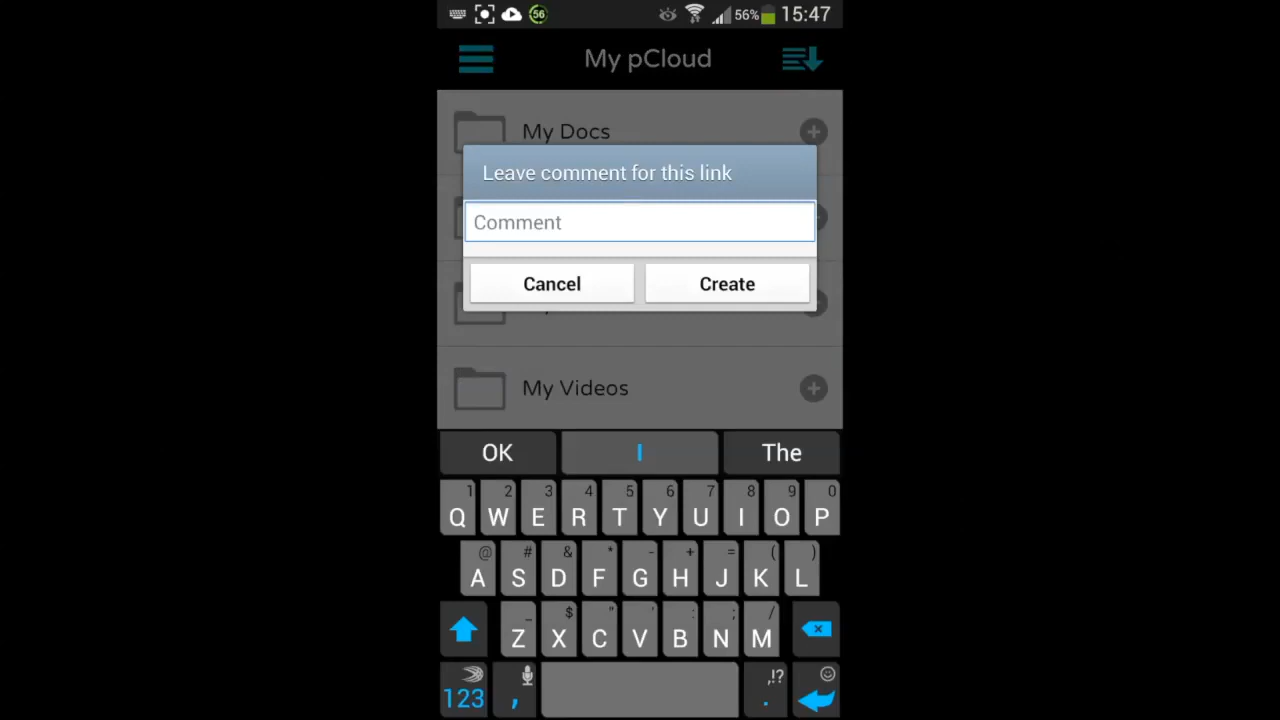 56 56% 15:47
My pCloud
My Docs
Leave comment for this link
Comment
Cancel Create
My Videos
OK I The
1 2 3 4 5 6 7 8 9 0
Q W E R T Y U I O P
@ # & * - + = ( )
A S D F G H J K L
_ $ " ' : ; /
Z X C V B N M
,!?
123 , .